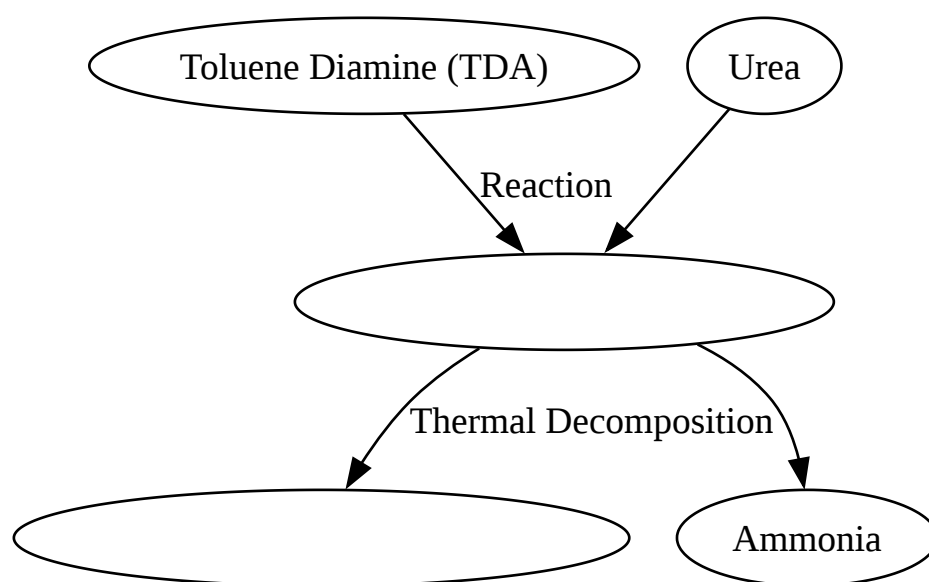 Toluene Diamine (TDA)
Urea
Reaction
Thermal Decomposition
Ammonia